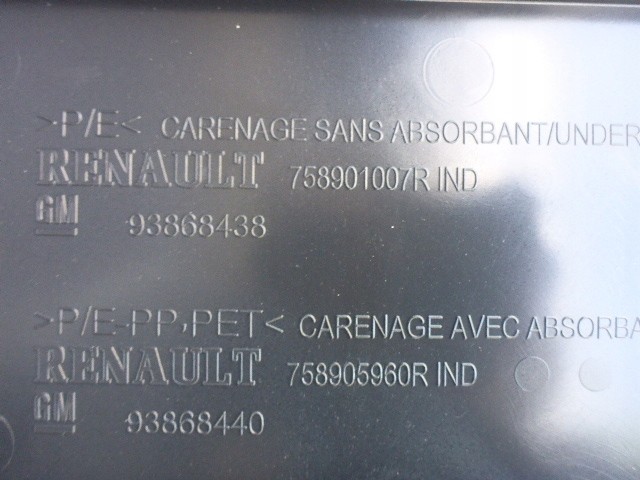 >P/E< CARENAGE SANS ABSORBANT/UNDER
RENAULT 758901007R IND
GM 93868438
>P/E-PP,PET< CARENAGE AVEC ABSORBA
RENAULT 758905960R IND
GM 93868440